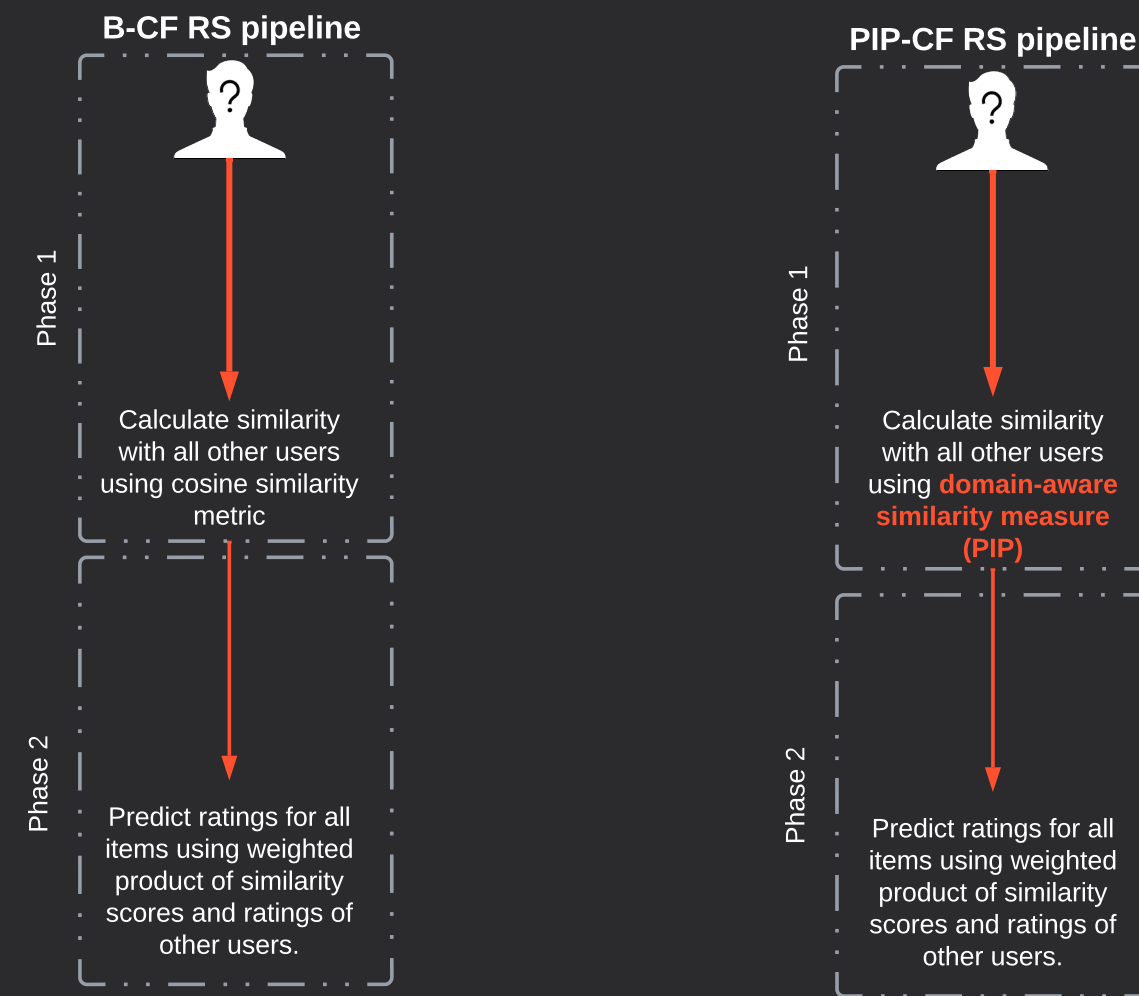 B-CF RS pipeline
?
Phase 1
Calculate similarity
with all other users
using cosine similarity
metric
Phase 2
Predict ratings for all
items using weighted
product of similarity
scores and ratings of
other users.
PIP-CF RS pipeline
?
Phase 1
Calculate similarity
with all other users
using domain-aware
similarity measure
(PIP)
Phase 2
Predict ratings for all
items using weighted
product of similarity
scores and ratings of
other users.